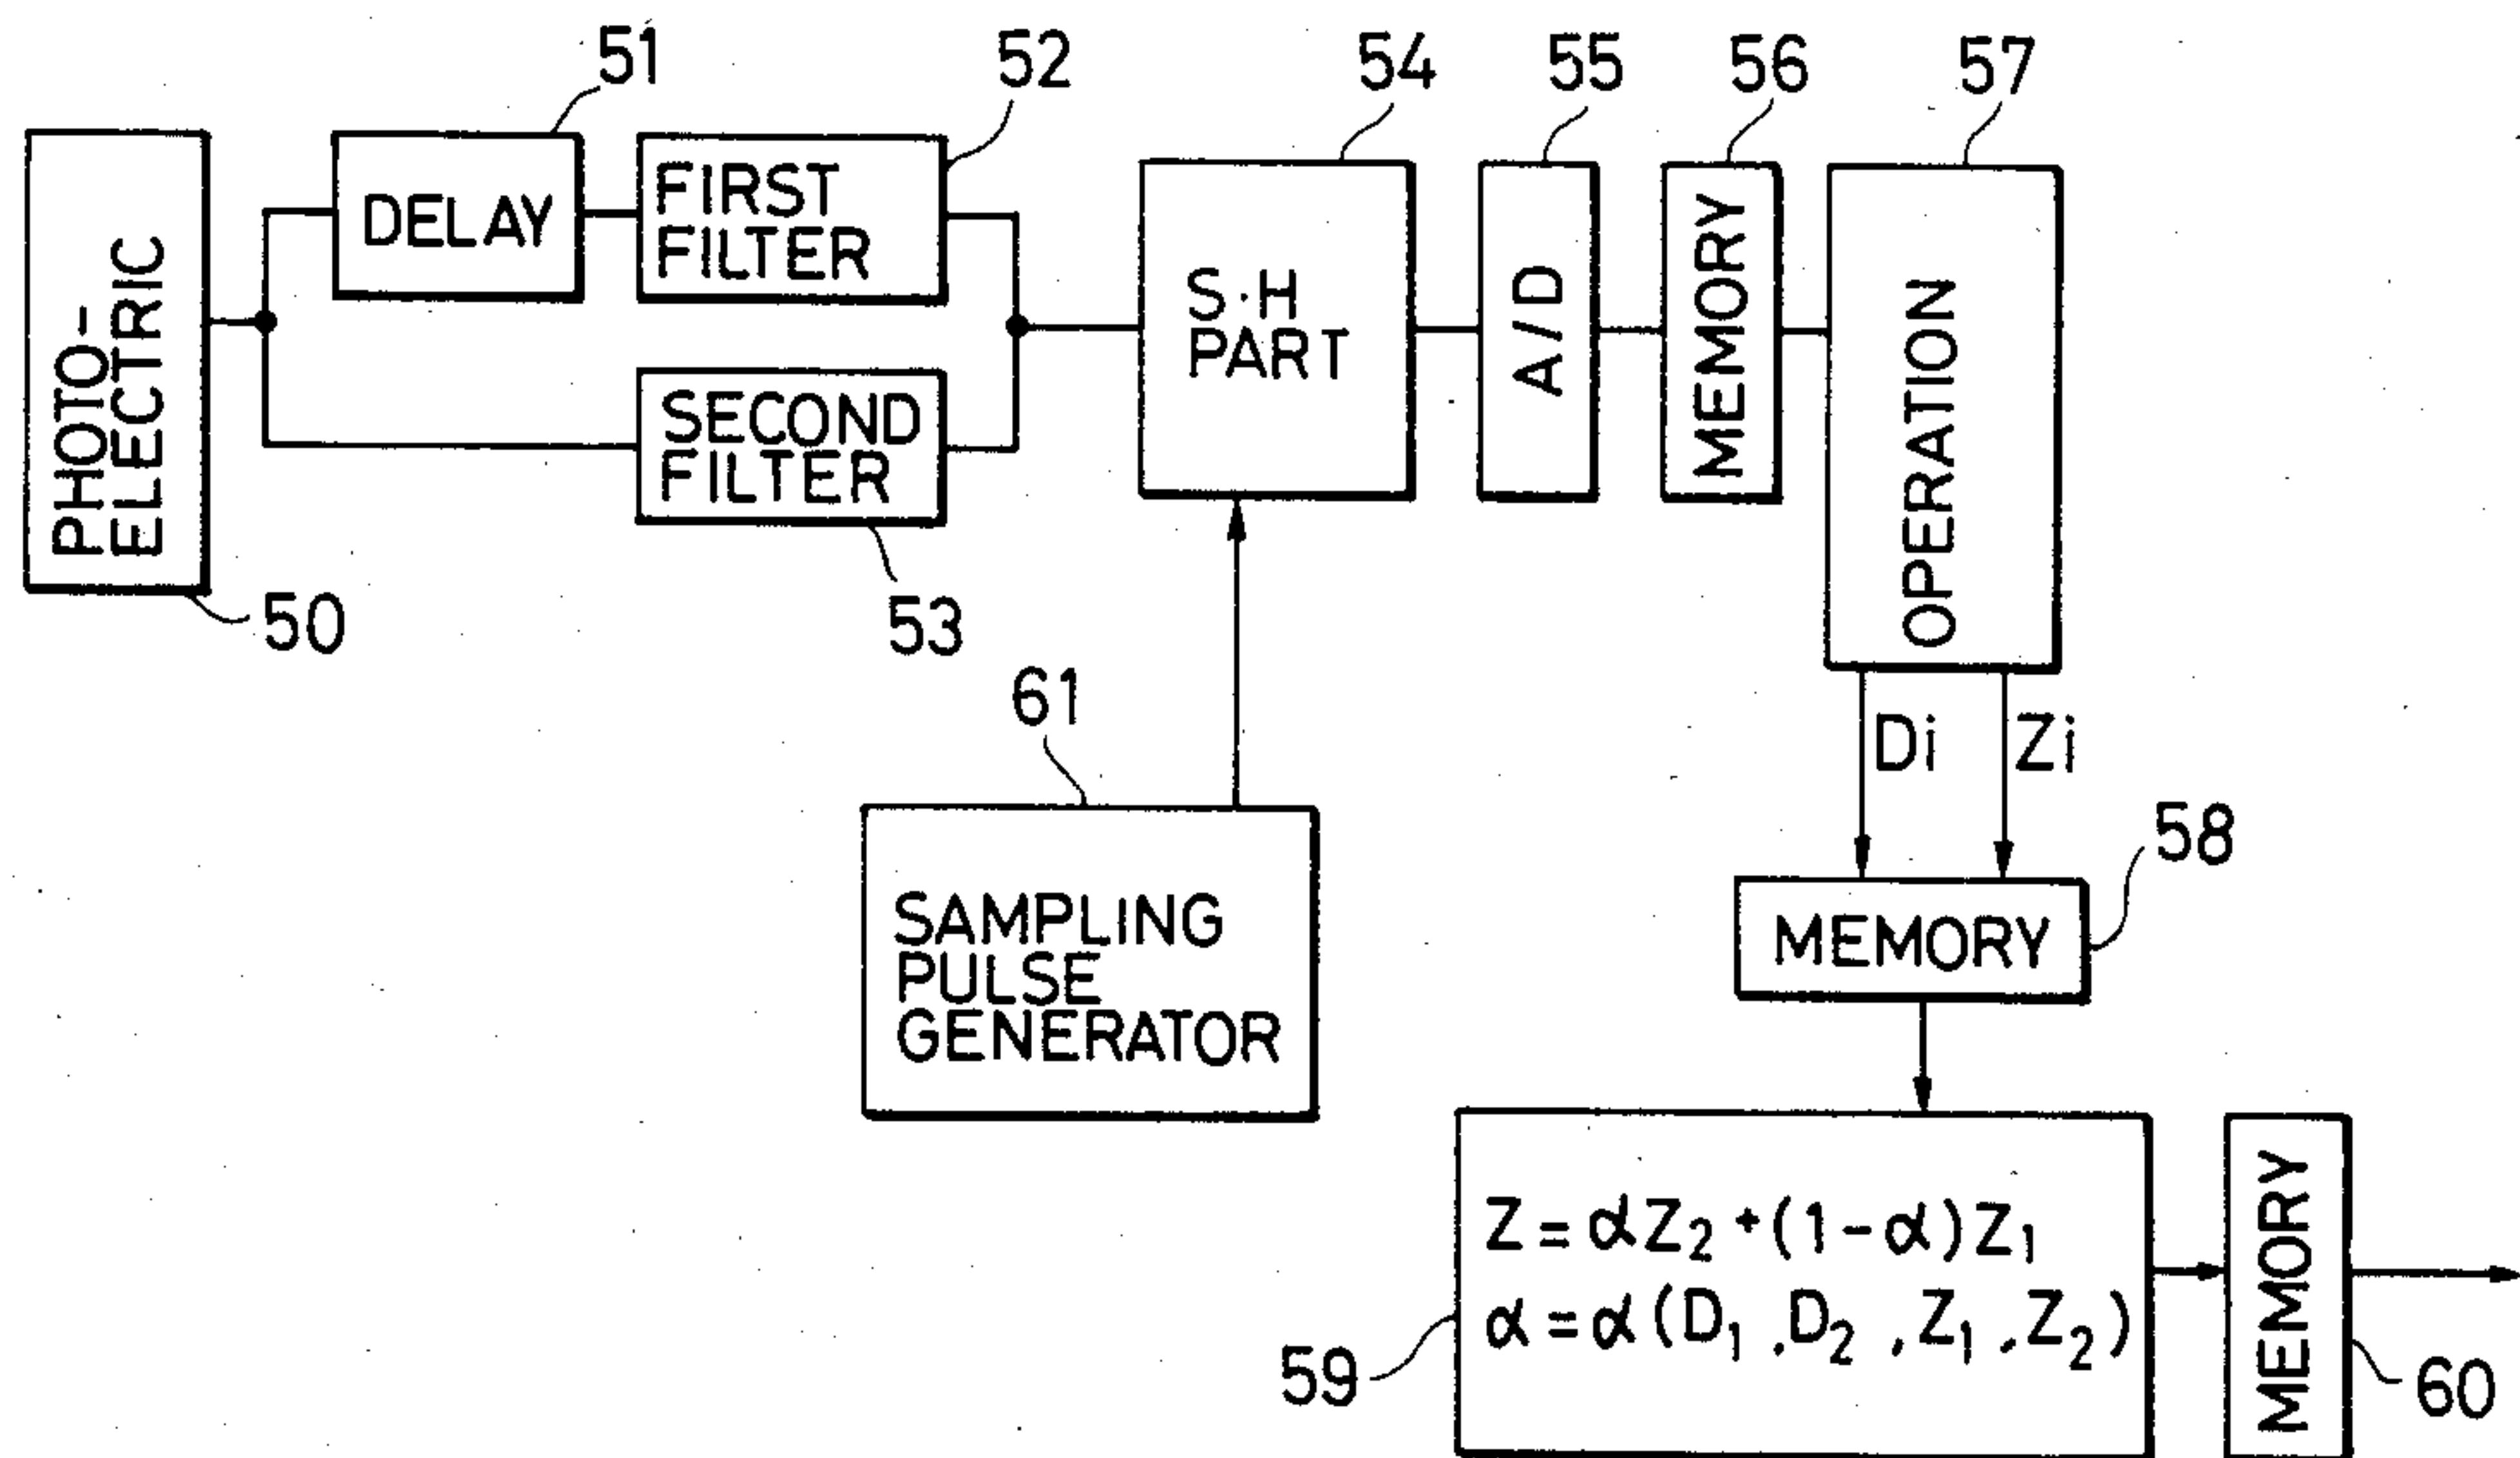 51
52
54
55
56
57
PHOTO-
ELECTRIC
DELAY
FIRST
FILTER
SECOND
FILTER
S·H
PART
A/D
MEMORY
OPERATION
50
53
61
Di
Zi
58
SAMPLING
PULSE
GENERATOR
MEMORY
Z=αZ₂+(1-α)Z₁
α=α(D₁,D₂,Z₁,Z₂)
MEMORY
59
60